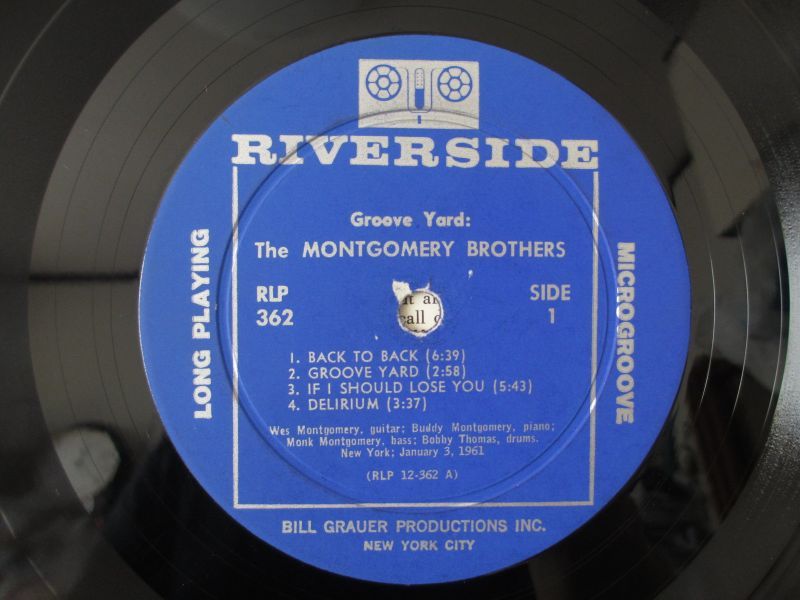 RIVERSIDE
Groove Yard:
The MONTGOMERY BROTHERS
RLP
362
SIDE
1
LONG PLAYING
MICROGROOVE
1. BACK TO BACK (6:39)
2. GROOVE YARD (2:58)
3. IF I SHOULD LOSE YOU (5:43)
4. DELIRIUM (3:37)
Wes Montgomery, guitar; Buddy Montgomery, piano;
Monk Montgomery, bass; Bobby Thomas, drums.
New York; January 3, 1961
(RLP 12-362 A)
BILL GRAUER PRODUCTIONS INC.
NEW YORK CITY